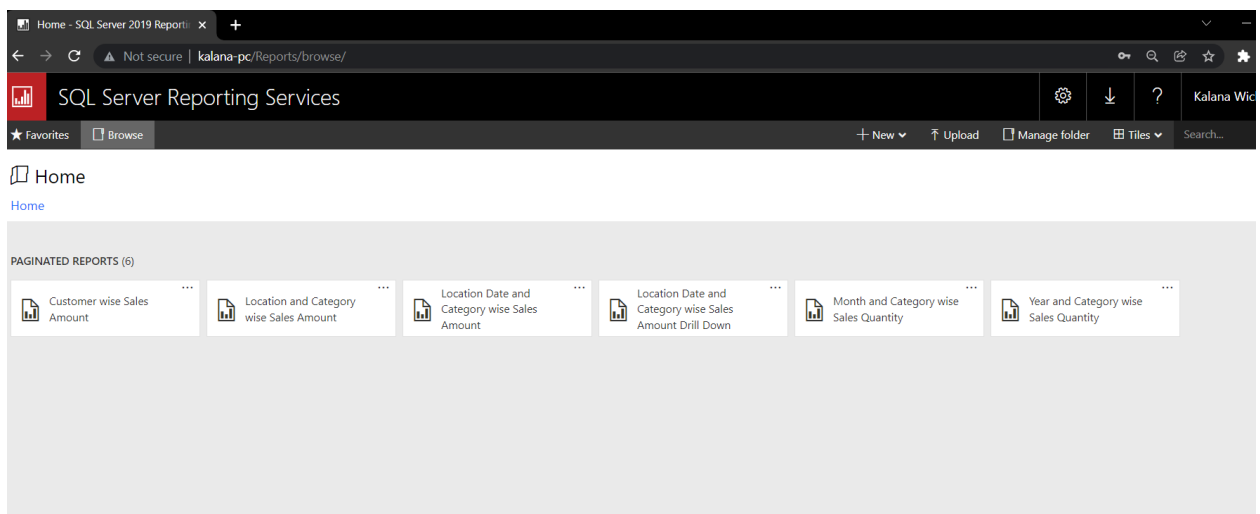 Home - SQL Server 2019 Reporti
Not secure | kalana-pc/Reports/browse/
SQL Server Reporting Services
?
Kalana Wic
Favorites
Browse
New
Upload
Manage folder
Tiles
Search...
Home
Home
PAGINATED REPORTS (6)
Customer wise Sales
Amount
Location and Category
wise Sales Amount
Location Date and
Category wise Sales
Amount
Location Date and
Category wise Sales
Amount Drill Down
Month and Category wise
Sales Quantity
Year and Category wise
Sales Quantity